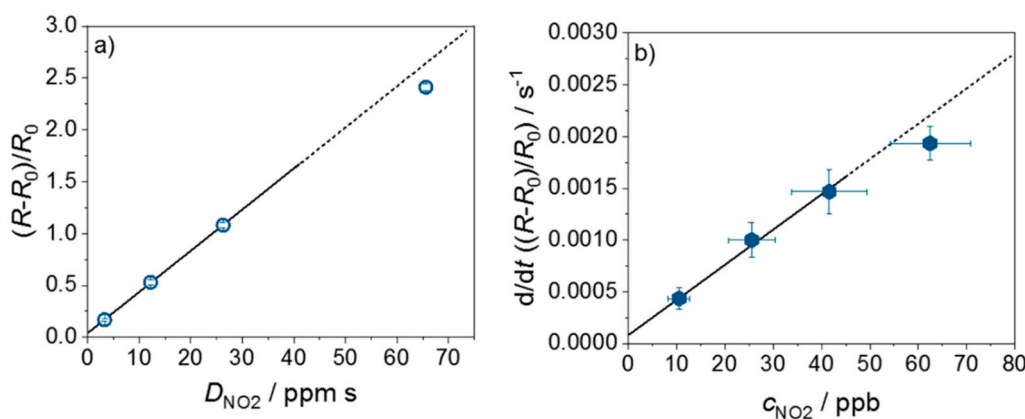 a)
(R-R0)/R0
3.0
2.5
2.0
1.5
1.0
0.5
0.0
0 10 20 30 40 50 60 70
DNO2 / ppm s
b)
d/dt ((R-R0)/R0) / s-1
0.0030
0.0025
0.0020
0.0015
0.0010
0.0005
0.0000
0 10 20 30 40 50 60 70 80
cNO2 / ppb